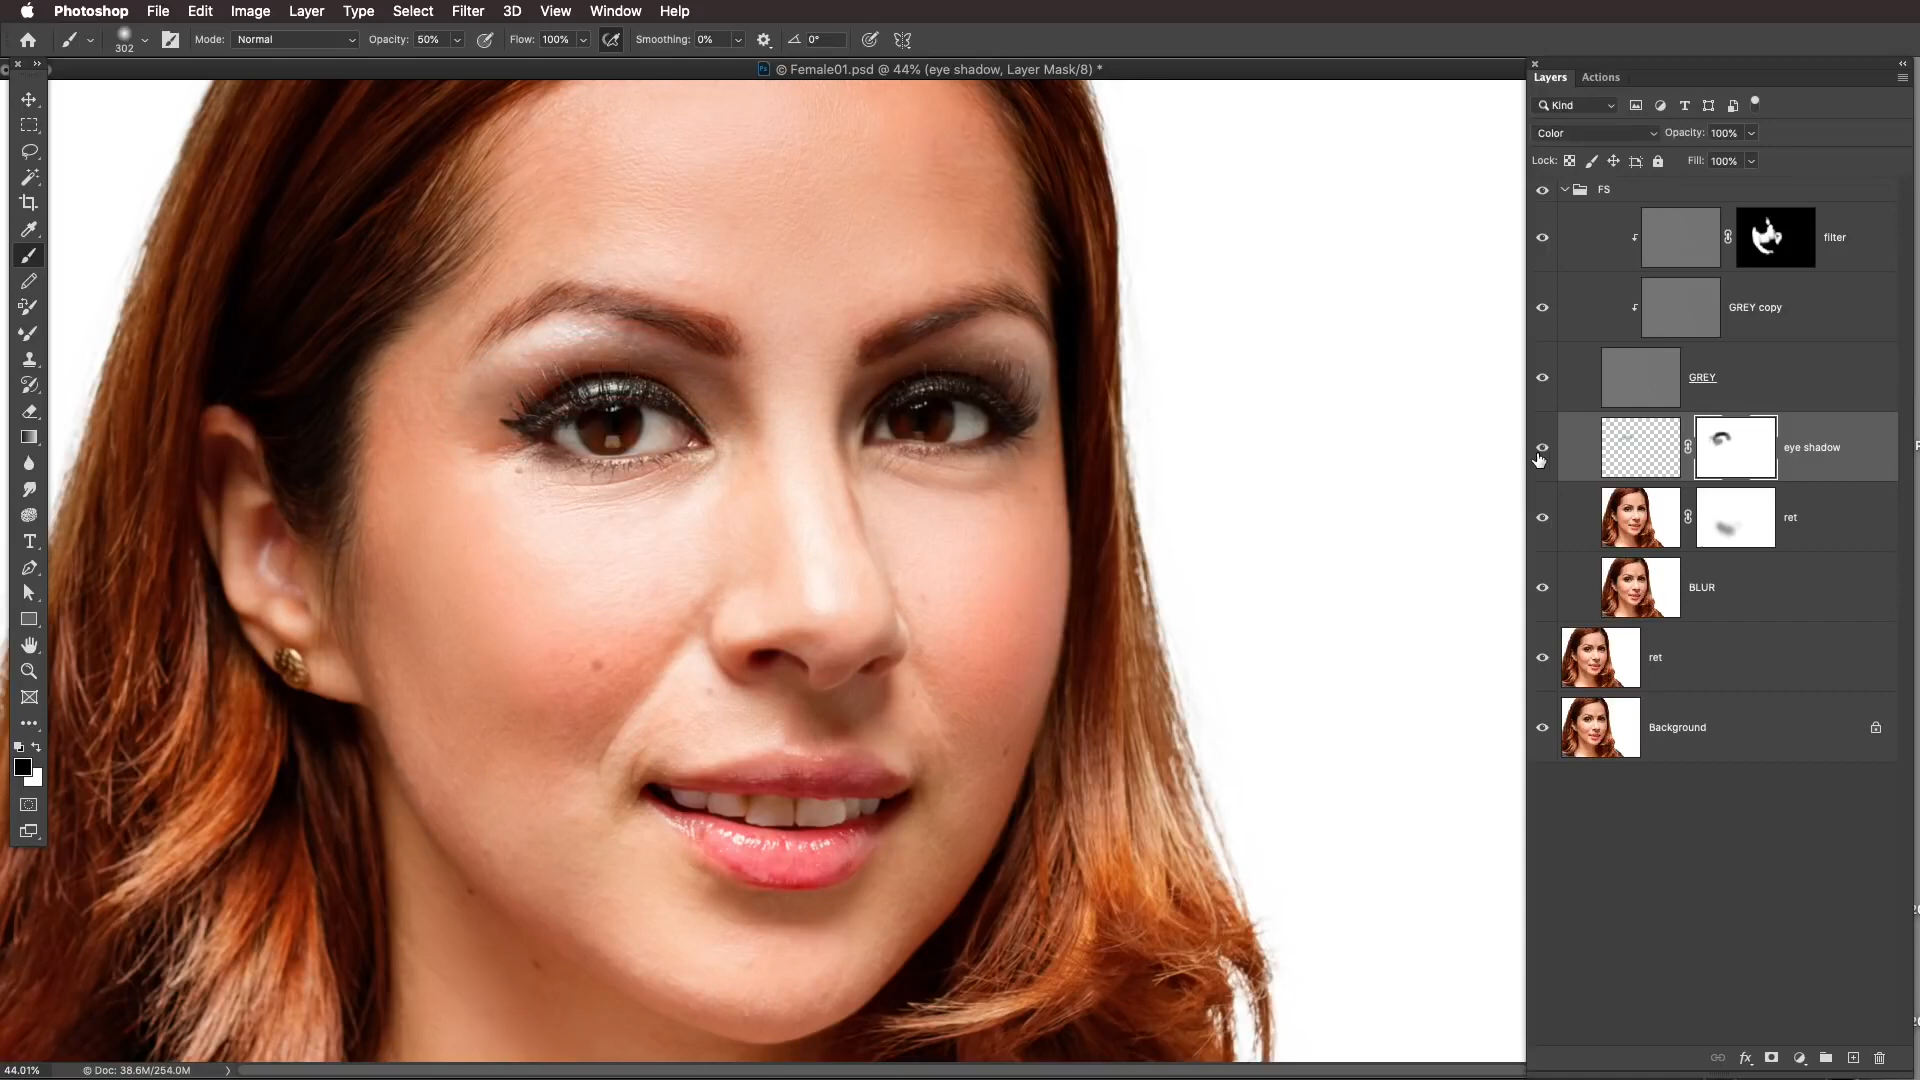 Photoshop File Edit Image Layer Type Select Filter 3D View Window Help
302 Mode: Normal Opacity: 50% Flow: 100% Smoothing: 0% 0°
© Female01.psd @ 44% (eye shadow, Layer Mask/8) *
Layers Actions
Kind
Color Opacity: 100%
Lock: Fill: 100%
FS
filter
GREY copy
GREY
eye shadow
ret
BLUR
ret
Background
44.01% © Doc: 38.6M/254.0M